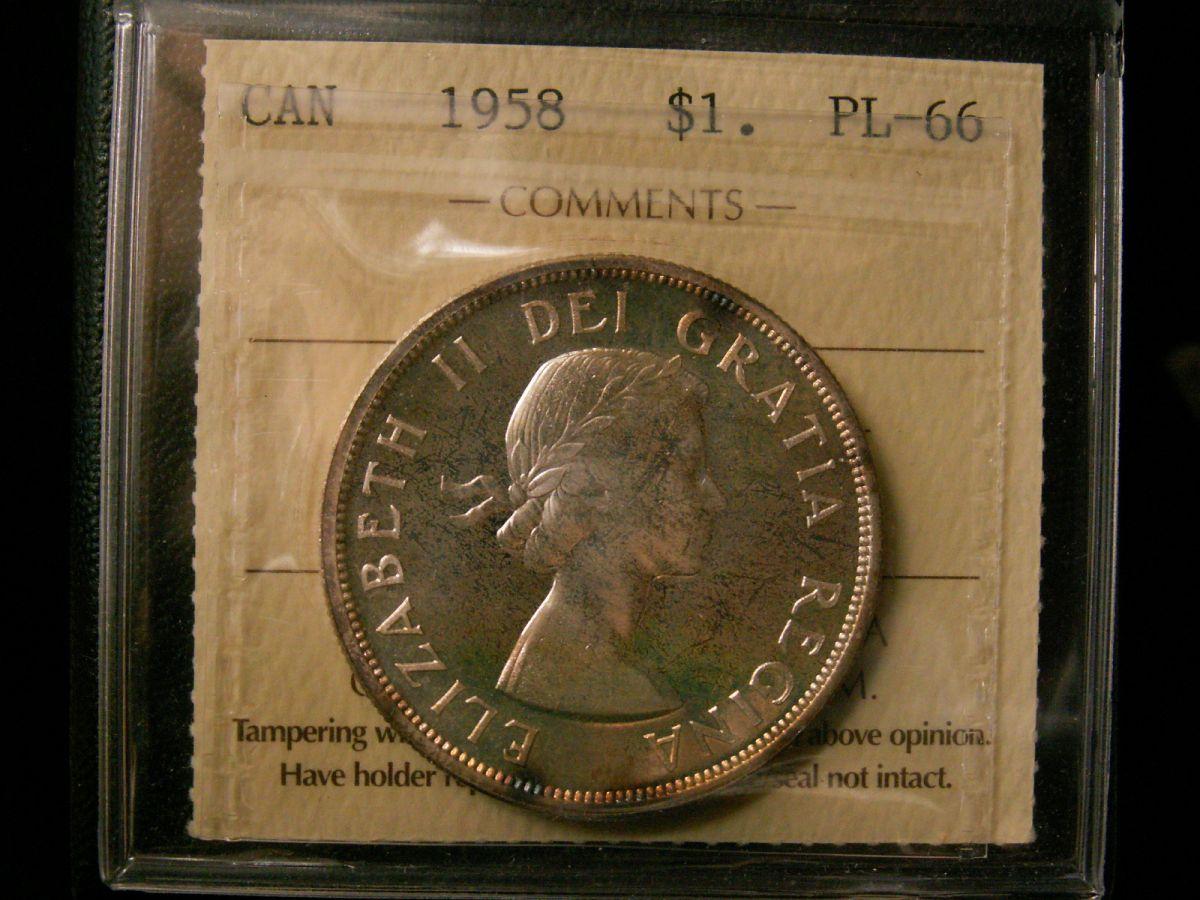 CAN 1958 $1. PL-66
— COMMENTS —
ELIZABETH II DEI GRATIA REGINA
M.
Tampering above opinion.
Have holder seal not intact.